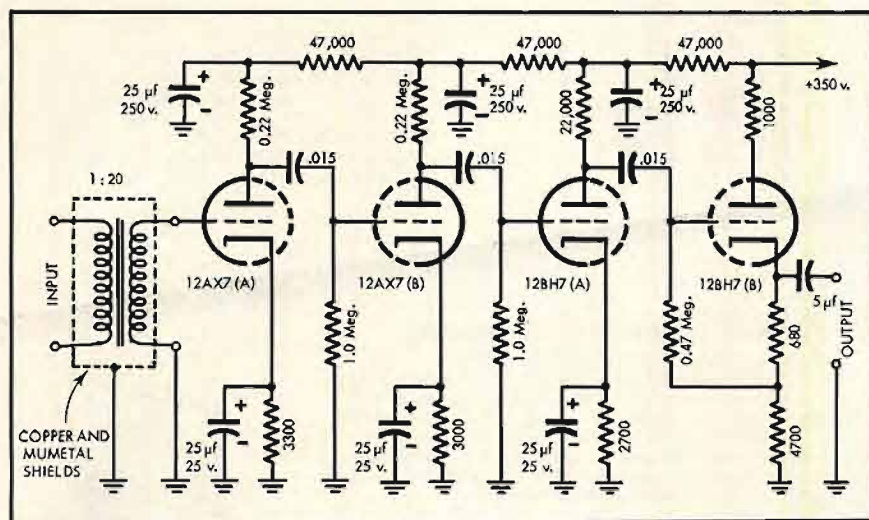 47,000
47,000
47,000
+350 v.
25 µf
250 v.
0.22 Meg.
0.22 Meg.
25 µf
250 v.
22,000
25 µf
250 v.
1000
.015
.015
.015
1:20
INPUT
12AX7 (A)
12AX7 (B)
12BH7 (A)
12BH7 (B)
5 µf
OUTPUT
1.0 Meg.
1.0 Meg.
0.47 Meg.
680
COPPER AND
MUMETAL
SHIELDS
25 µf
25 v.
3300
25 µf
25 v.
3000
25 µf
25 v.
2700
4700